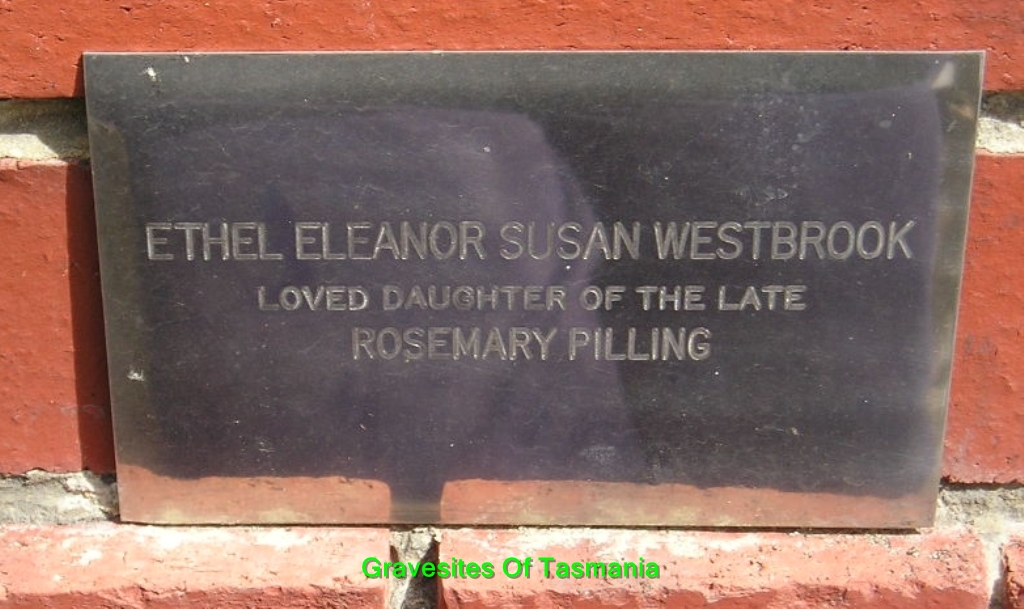 ETHEL ELEANOR SUSAN WESTBROOK
LOVED DAUGHTER OF THE LATE
ROSEMARY PILLING
Gravesites Of Tasmania